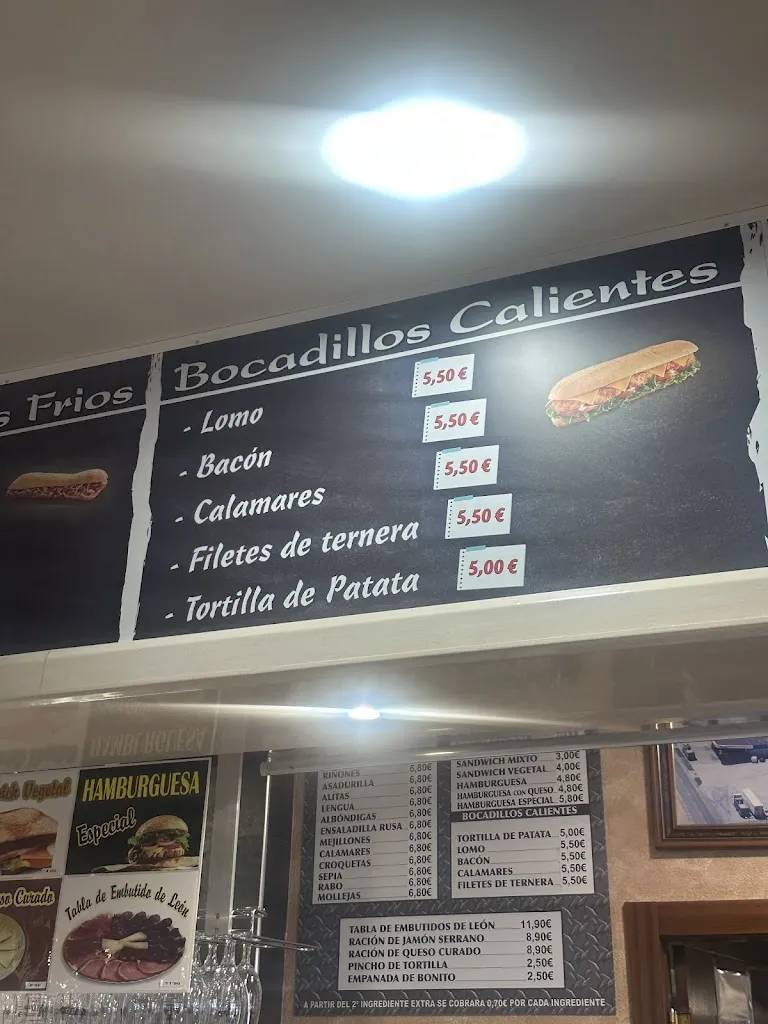 s Frios
Bocadillos Calientes
- Lomo 5,50 €
- Bacón 5,50 €
- Calamares 5,50 €
- Filetes de ternera 5,50 €
- Tortilla de Patata 5,00 €
HAMBURGUESA
Vegetal
HAMBURGUESA
Especial
so Curado
Tabla de Embutido de León
RIÑONES 6,80€
ASADURILLA 6,80€
ALITAS 6,80€
LENGUA 6,80€
ALBÓNDIGAS 6,80€
ENSALADILLA RUSA 6,80€
MEJILLONES 6,80€
CALAMARES 6,80€
CROQUETAS 6,80€
SEPIA 6,80€
RABO 6,80€
MOLLEJAS 6,80€
SANDWICH MIXTO 3,00€
SANDWICH VEGETAL 4,00€
HAMBURGUESA 4,80€
HAMBURGUESA CON QUESO 4,80€
HAMBURGUESA ESPECIAL 5,80€
BOCADILLOS CALIENTES
TORTILLA DE PATATA 5,00€
LOMO 5,50€
BACÓN 5,50€
CALAMARES 5,50€
FILETES DE TERNERA 5,50€
TABLA DE EMBUTIDOS DE LEÓN 11,90€
RACIÓN DE JAMÓN SERRANO 8,90€
RACIÓN DE QUESO CURADO 8,90€
PINCHO DE TORTILLA 2,50€
EMPANADA DE BONITO 2,50€
A PARTIR DEL 2º INGREDIENTE EXTRA SE COBRARA 0,70€ POR CADA INGREDIENTE